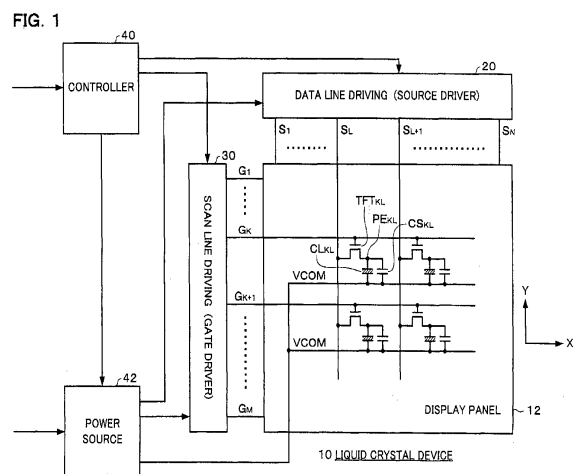 FIG. 1
40
CONTROLLER
20
DATA LINE DRIVING (SOURCE DRIVER)
S1 SL SL+1 SN
30
SCAN LINE DRIVING (GATE DRIVER)
G1
GK
GK+1
GM
TFTKL
PEKL
CSKL
CLKL
VCOM
VCOM
Y
X
42
POWER SOURCE
DISPLAY PANEL
12
10 LIQUID CRYSTAL DEVICE